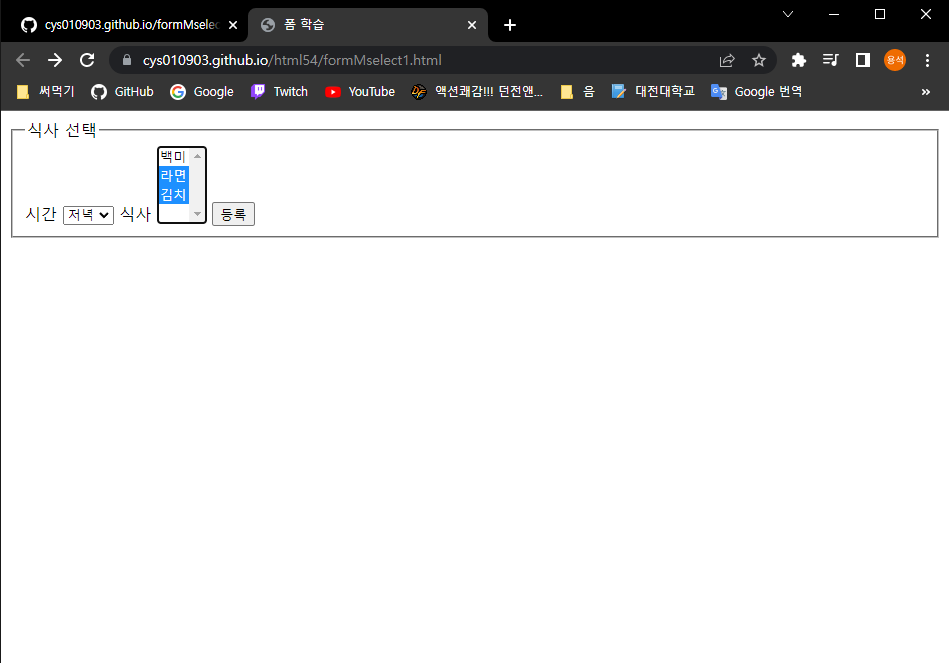 cys010903.github.io/formMselec
폼 학습
cys010903.github.io/html54/formMselect1.html
용석
써먹기 GitHub Google Twitch YouTube 액션쾌감!!! 던전앤... 음 대전대학교 Google 번역 »
식사 선택
백미
라면
김치
시간 저녁 식사 등록